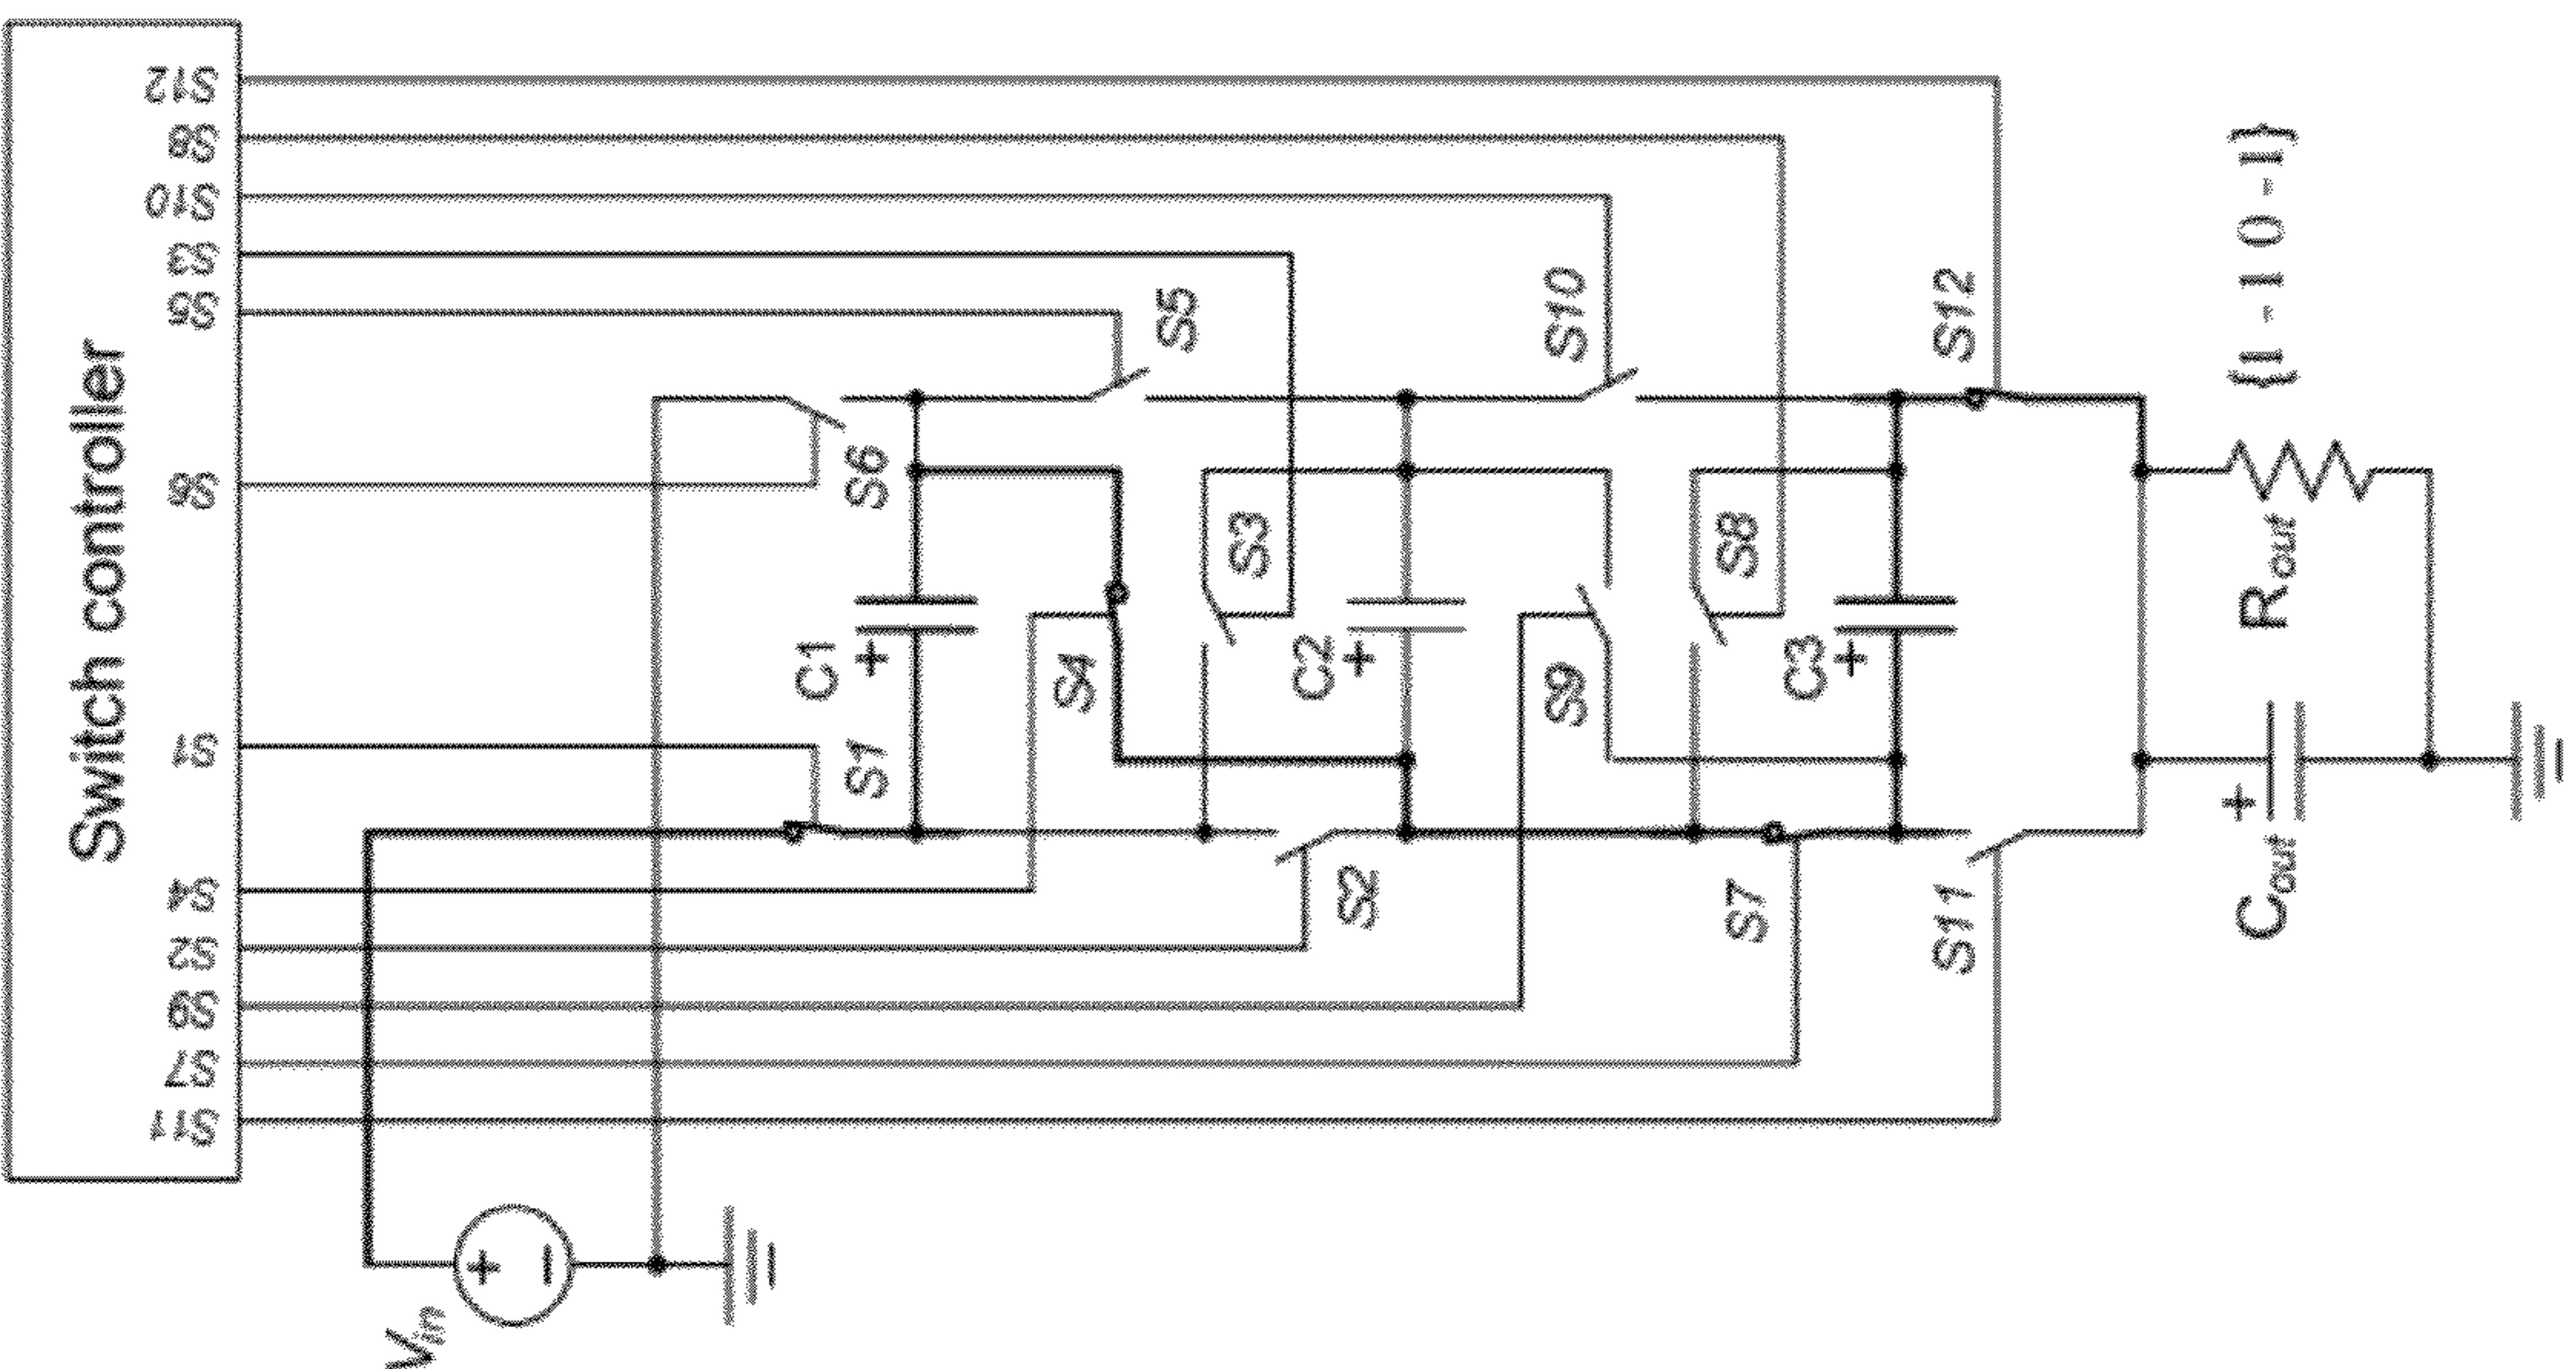 Switch controller
S12
S8
S10
S3
S5
S6
S1
S4
S2
S9
S7
S11
S5
S10
S12
{1 -1 0 -1}
S6
S3
S8
C1
+
S4
C2
+
S9
C3
+
Rout
S1
S2
S7
S11
+
Cout
+
−
Vin